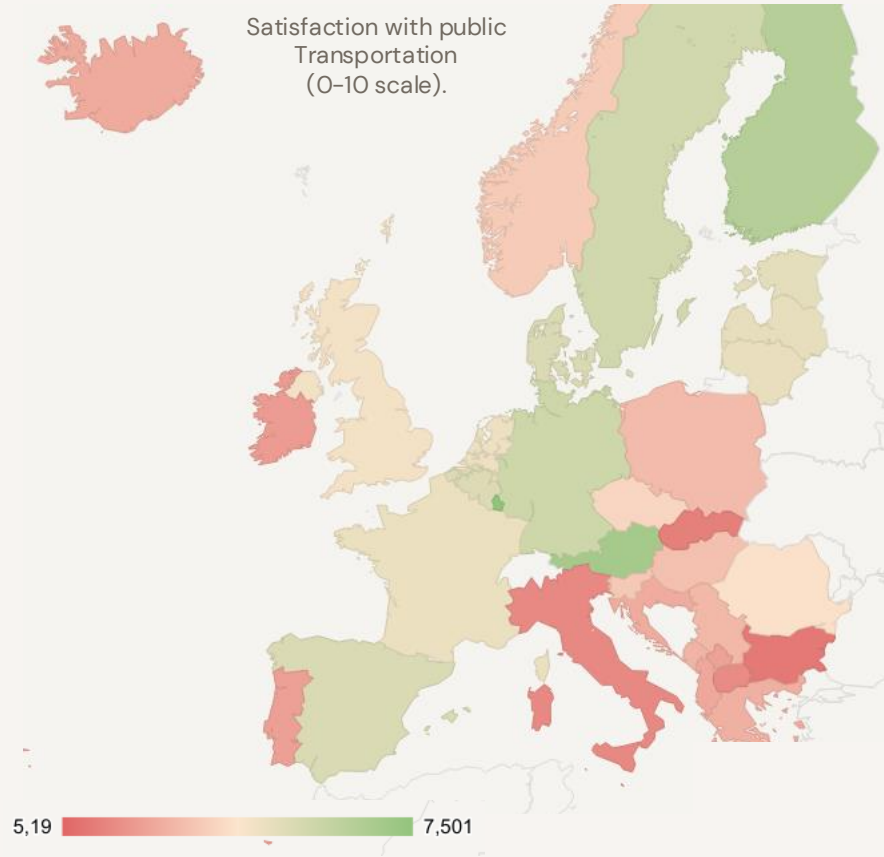 Satisfaction with public
Transportation
(0-10 scale).
5,19
7,501